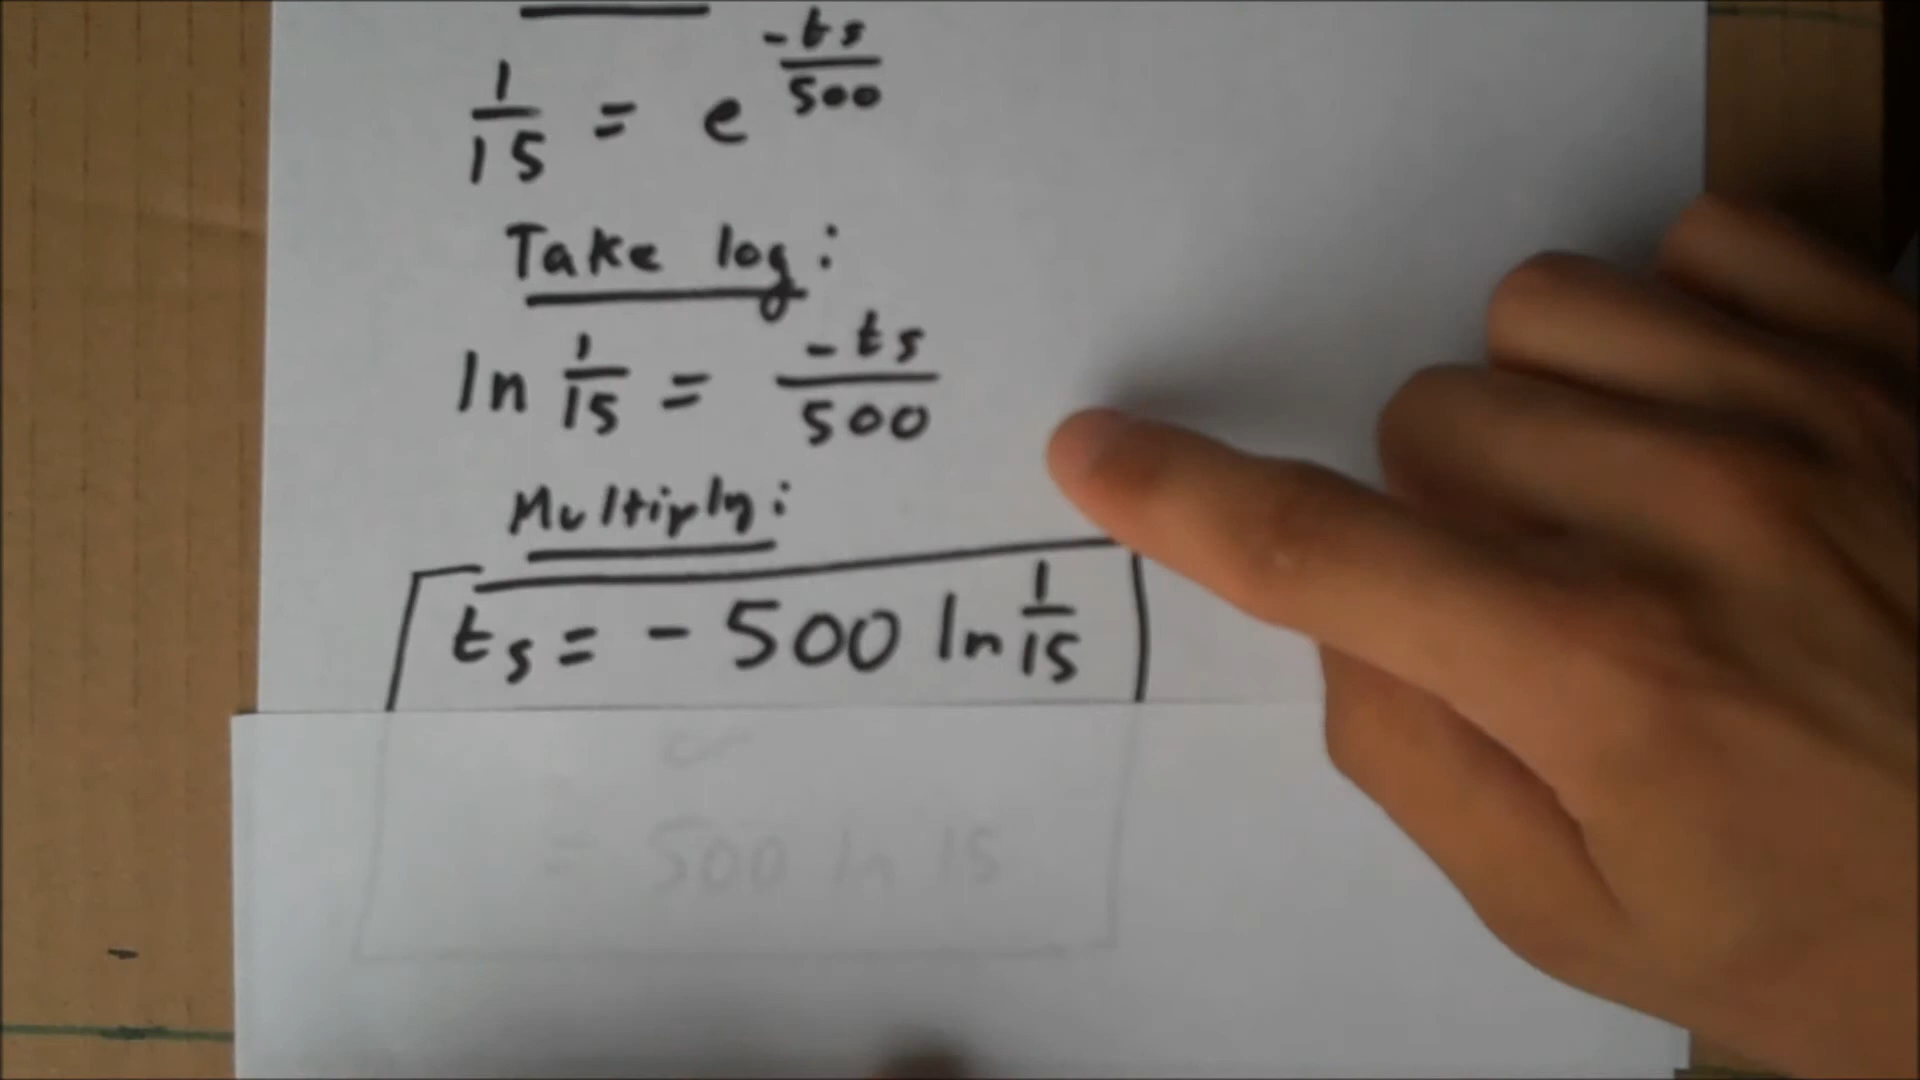 1/15 = e^(-ts/500)
Take log:
ln 1/15 = -ts/500
Multiply:
ts = - 500 ln 1/15
or
= 500 ln 15